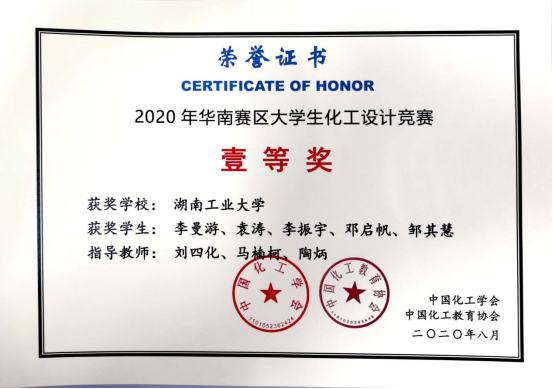 荣誉证书
CERTIFICATE OF HONOR
2020年华南赛区大学生化工设计竞赛
壹等奖
获奖学校：湖南工业大学
获奖学生：李曼游、袁涛、李振宇、邓启帆、邹其慧
指导教师：刘四化、马楠柯、陶炳
中国化工学会
中国化工教育协会
中国化工学会
中国化工教育协会
二〇二〇年八月